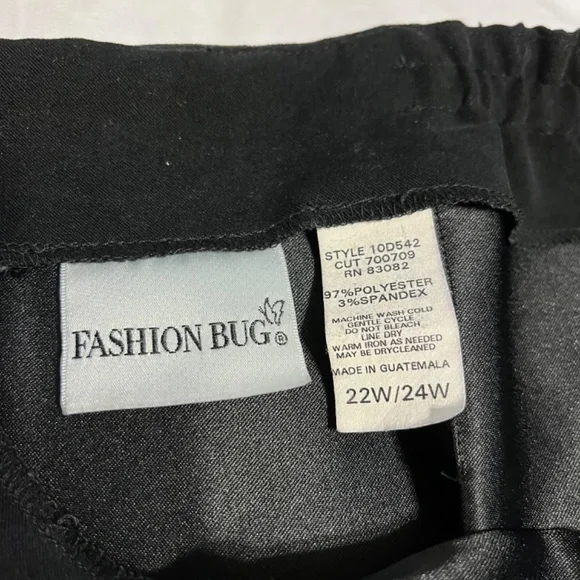 FASHION BUG®
STYLE 10D542
CUT 700709
RN 83082
97%POLYESTER
3%SPANDEX
MACHINE WASH COLD
GENTLE CYCLE
DO NOT BLEACH
LINE DRY
WARM IRON AS NEEDED
MAY BE DRYCLEANED
MADE IN GUATEMALA
22W/24W